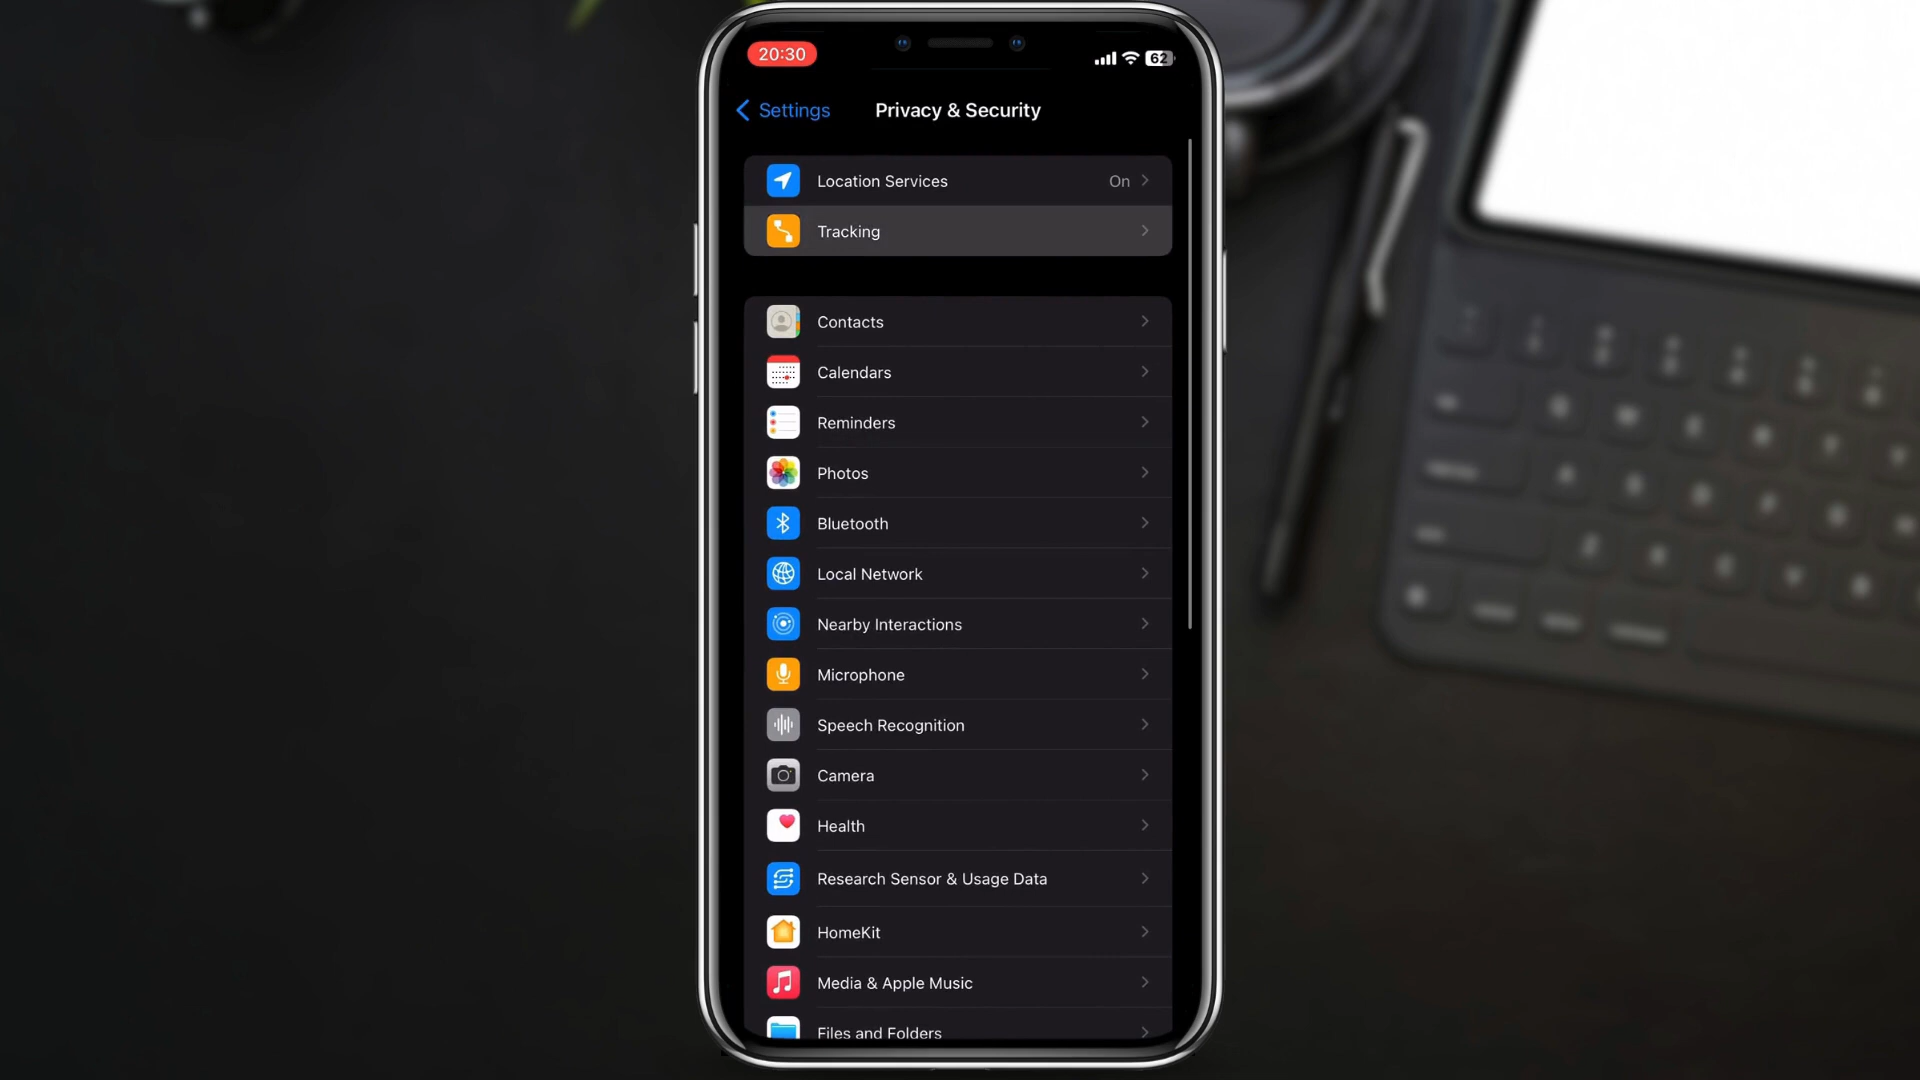 20:30
62
Settings
Privacy & Security
Location Services On
Tracking
Contacts
Calendars
Reminders
Photos
Bluetooth
Local Network
Nearby Interactions
Microphone
Speech Recognition
Camera
Health
Research Sensor & Usage Data
HomeKit
Media & Apple Music
Files and Folders